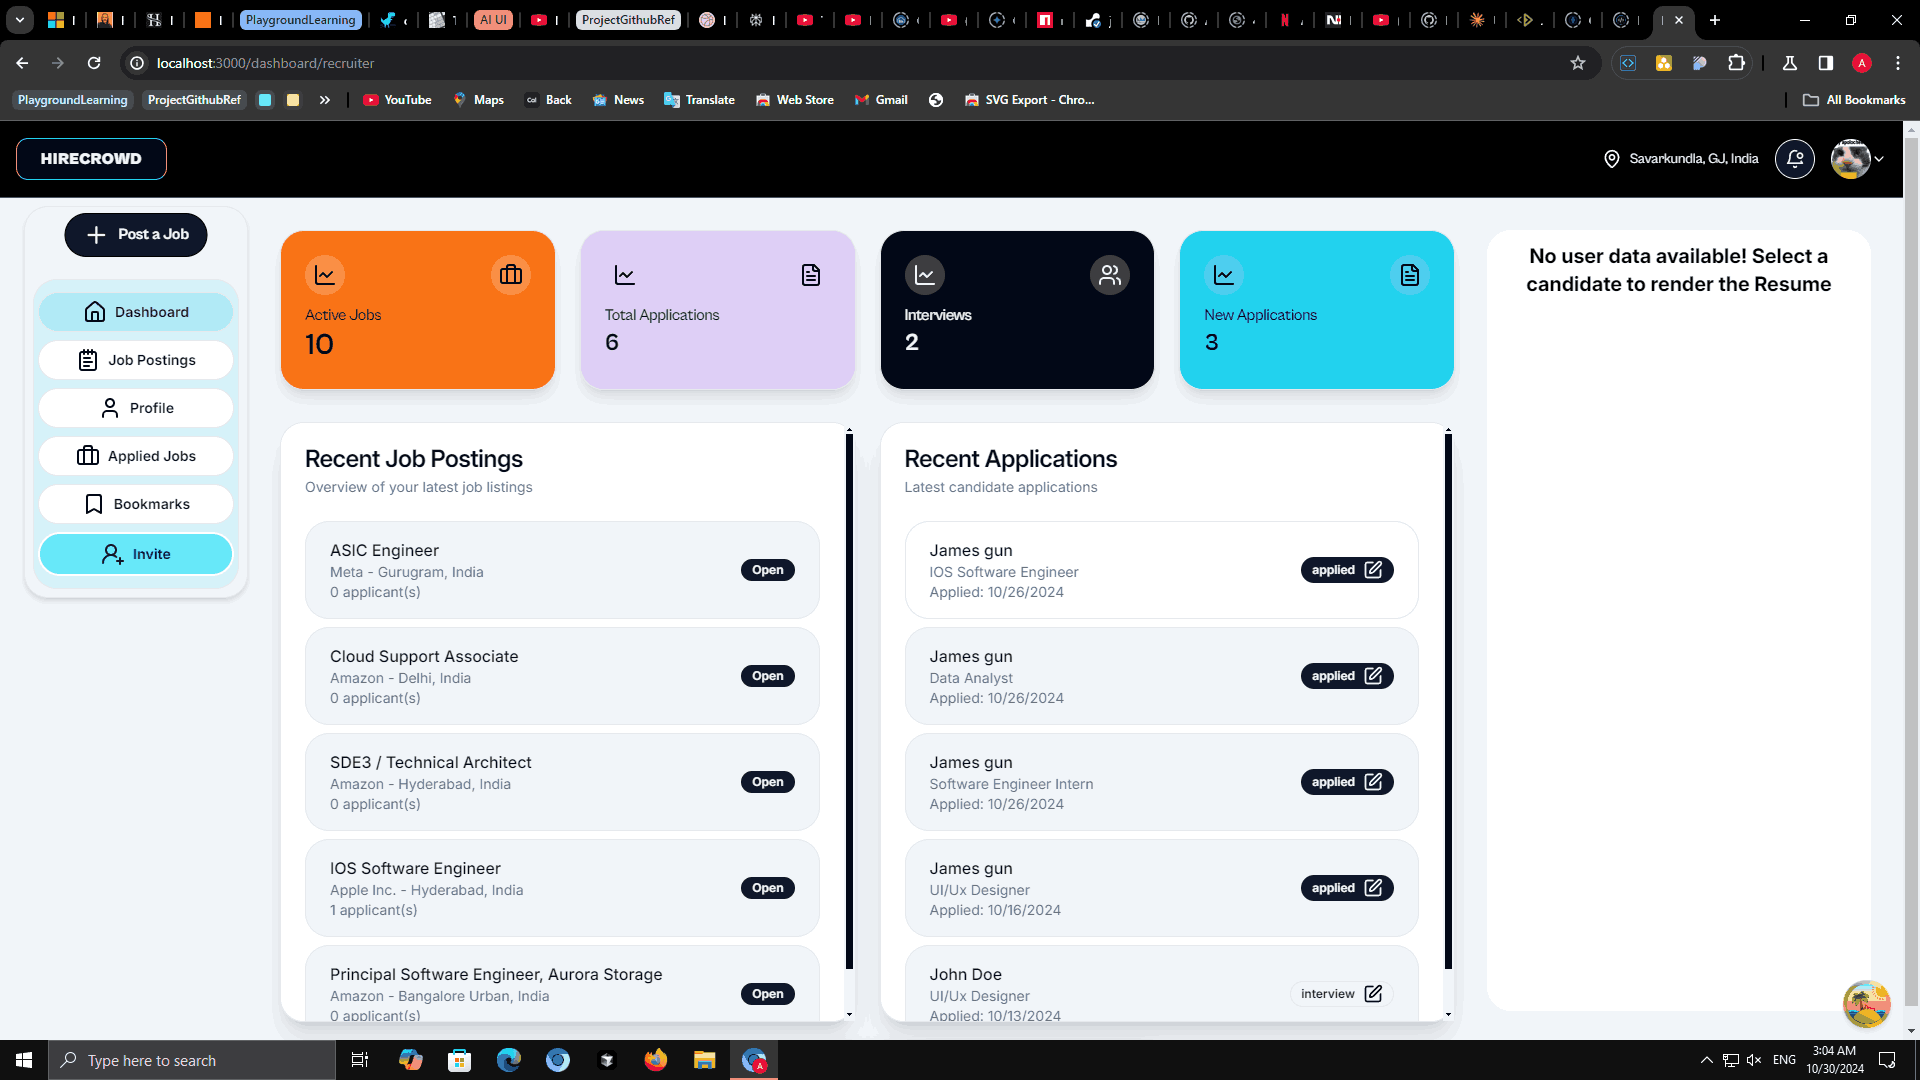 PlaygroundLearning
AI UI
ProjectGithubRef
localhost:3000/dashboard/recruiter
A
PlaygroundLearning
ProjectGithubRef
YouTube
Maps
Cal
Back
News
Translate
Web Store
Gmail
SVG Export - Chro...
All Bookmarks
HIRECROWD
Savarkundla, GJ, India
Post a Job
Dashboard
Job Postings
Profile
Applied Jobs
Bookmarks
Invite
Active Jobs
10
Total Applications
6
Interviews
2
New Applications
3
No user data available! Select a
candidate to render the Resume
Recent Job Postings
Overview of your latest job listings
ASIC Engineer
Meta - Gurugram, India
0 applicant(s)
Open
Cloud Support Associate
Amazon - Delhi, India
0 applicant(s)
Open
SDE3 / Technical Architect
Amazon - Hyderabad, India
0 applicant(s)
Open
IOS Software Engineer
Apple Inc. - Hyderabad, India
1 applicant(s)
Open
Principal Software Engineer, Aurora Storage
Amazon - Bangalore Urban, India
0 applicant(s)
Open
Recent Applications
Latest candidate applications
James gun
IOS Software Engineer
Applied: 10/26/2024
applied
James gun
Data Analyst
Applied: 10/26/2024
applied
James gun
Software Engineer Intern
Applied: 10/26/2024
applied
James gun
UI/Ux Designer
Applied: 10/16/2024
applied
John Doe
UI/Ux Designer
Applied: 10/13/2024
interview
Type here to search
A
ENG
3:04 AM
10/30/2024